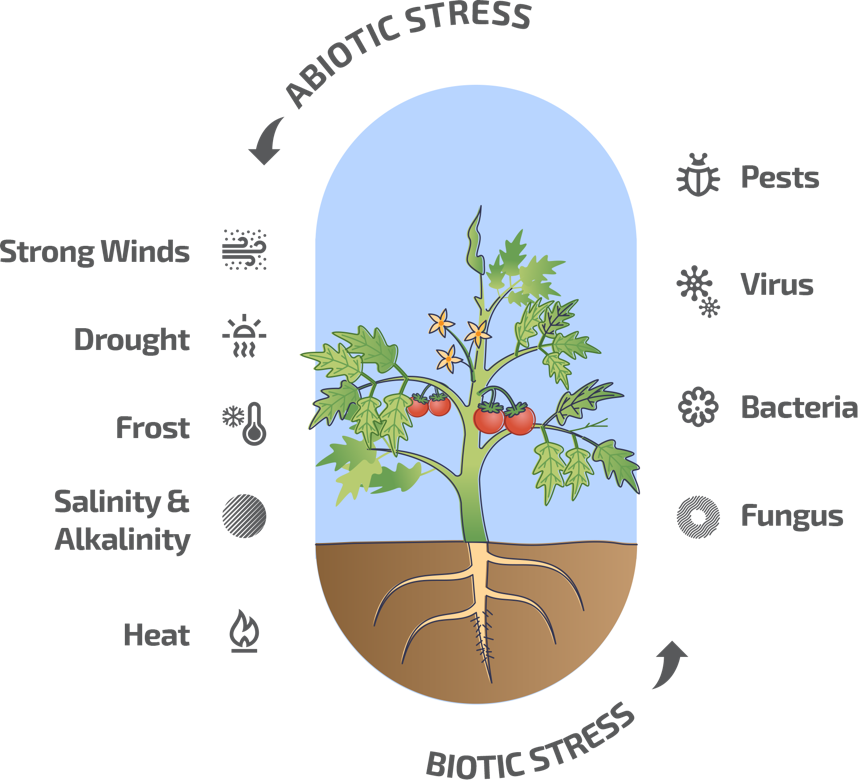 ABIOTIC STRESS
Strong Winds
Drought
Frost
Salinity &
Alkalinity
Heat
Pests
Virus
Bacteria
Fungus
BIOTIC STRESS